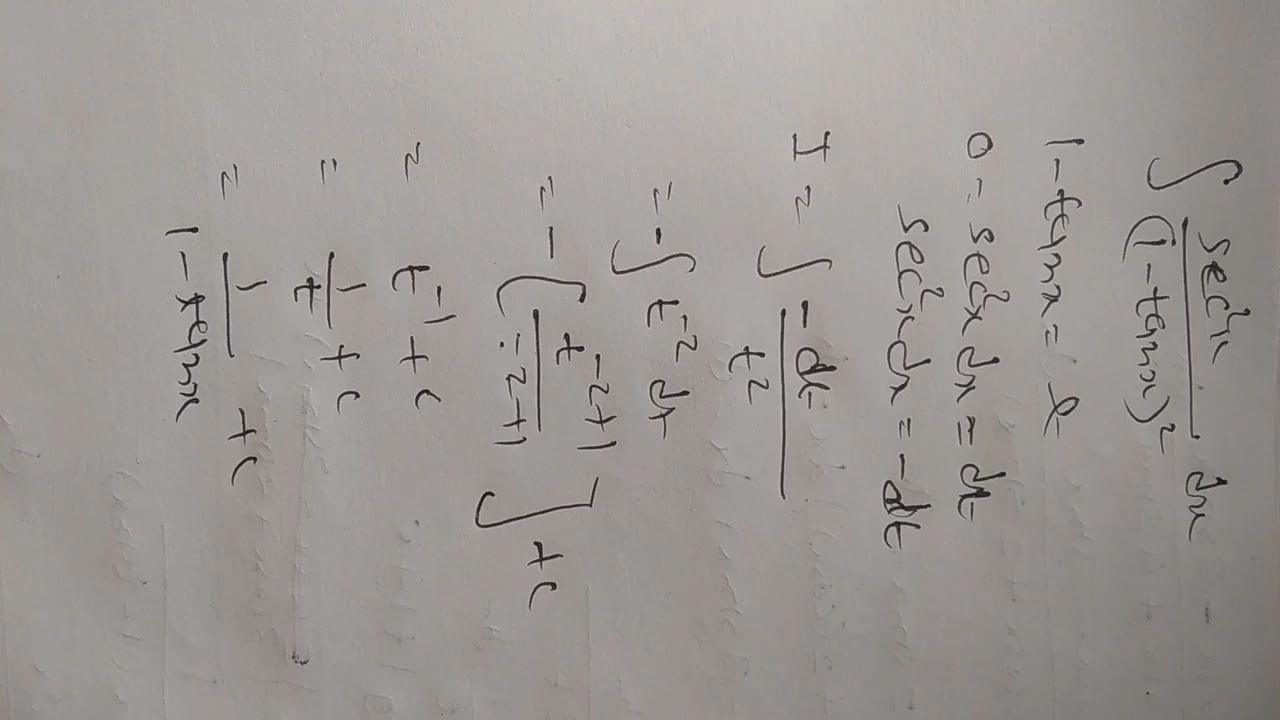 ∫ sec²x / (1 - tanx)² dx
1 - tanx = t
0 - sec²x dx = dt
sec²x dx = -dt
I = ∫ -dt / t²
= -∫ t⁻² dt
= -[ t⁻²⁺¹ / -2+1 ] + c
= t⁻¹ + c
= 1/t + c
= 1 / 1 - tanx + c